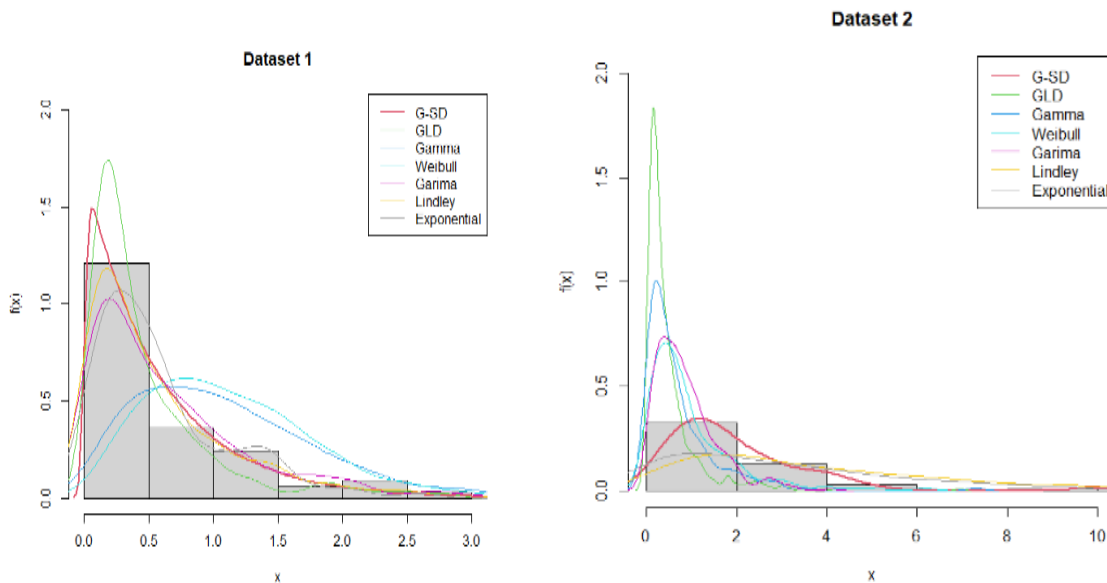 Dataset 1
2.0
1.5
1.0
0.5
0.0
f(x)
G-SD
GLD
Gamma
Weibull
Garima
Lindley
Exponential
0.0 0.5 1.0 1.5 2.0 2.5 3.0
x
Dataset 2
2.0
1.5
1.0
0.5
0.0
f(x)
G-SD
GLD
Gamma
Weibull
Garima
Lindley
Exponential
0 2 4 6 8 10
x